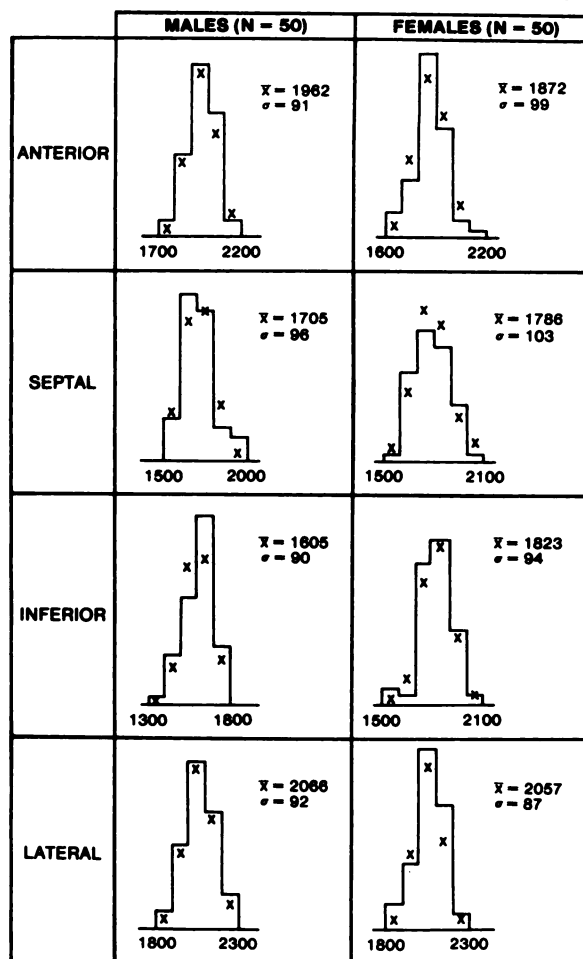 MALES (N = 50) FEMALES (N = 50)
ANTERIOR
x̄ = 1962
σ = 91
1700 2200
x̄ = 1872
σ = 99
1600 2200
SEPTAL
x̄ = 1705
σ = 96
1500 2000
x̄ = 1786
σ = 103
1500 2100
INFERIOR
x̄ = 1605
σ = 90
1300 1800
x̄ = 1823
σ = 94
1500 2100
LATERAL
x̄ = 2066
σ = 92
1800 2300
x̄ = 2057
σ = 87
1800 2300